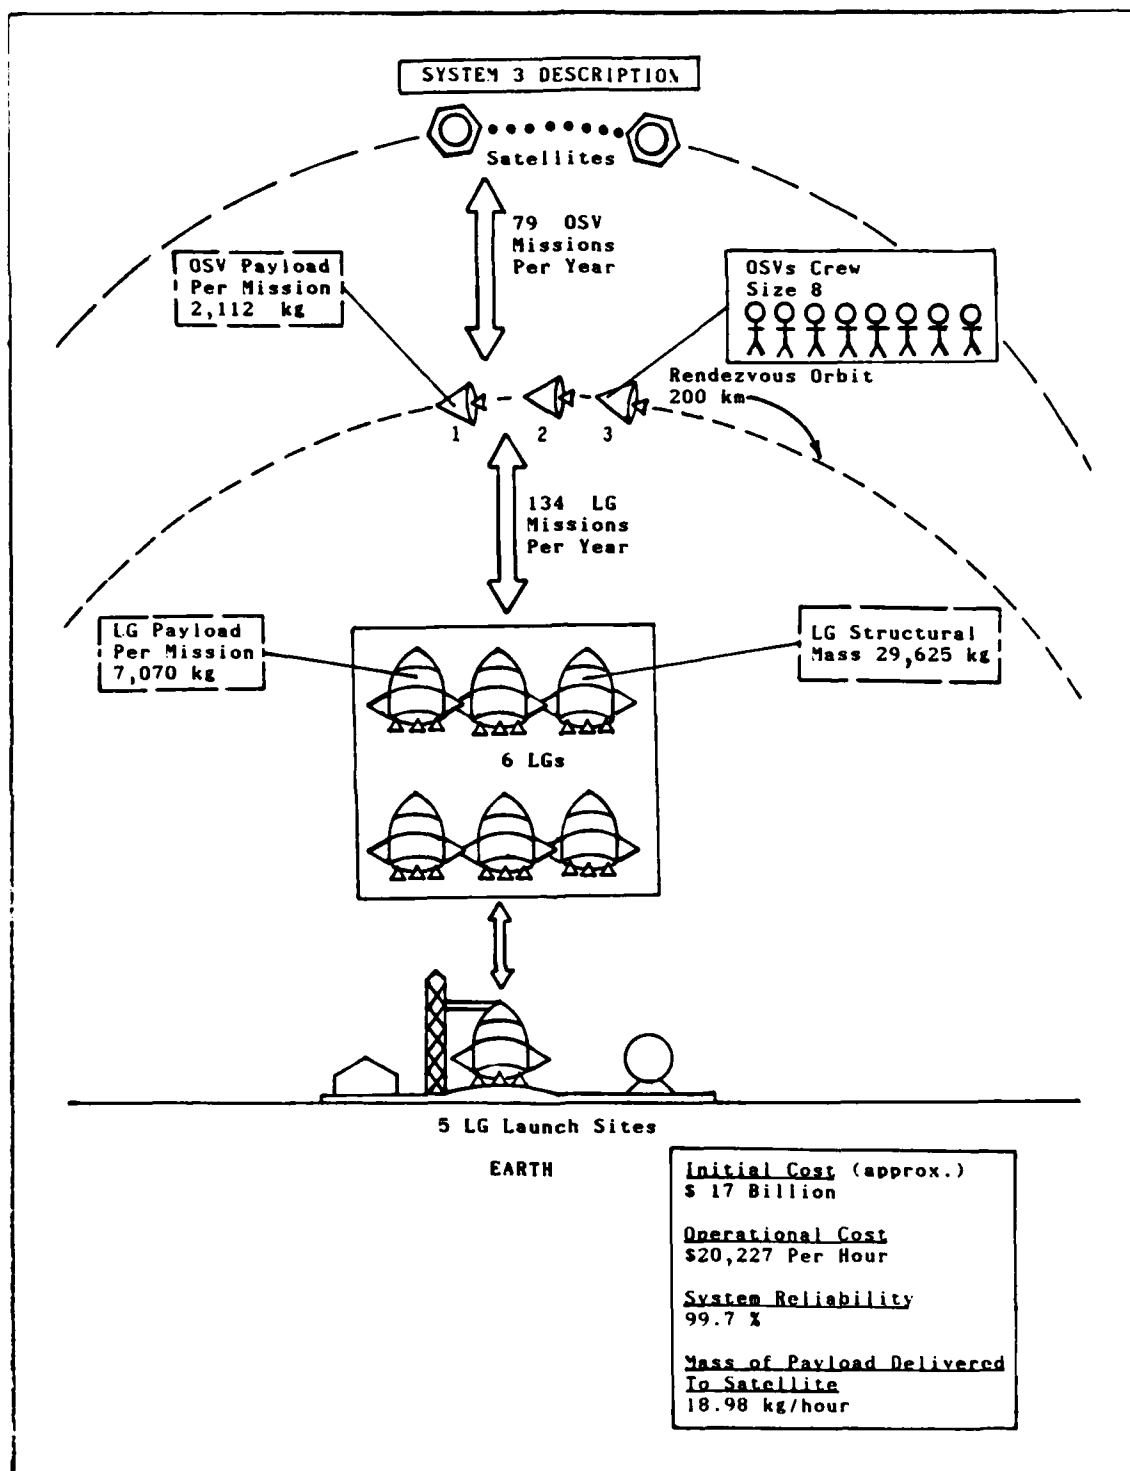 SYSTEM 3 DESCRIPTION
Satellites
79 OSV
Missions
Per Year
OSV Payload
Per Mission
2,112 kg
OSVs Crew
Size 8
Rendezvous Orbit
200 km
1
2
3
134 LG
Missions
Per Year
LG Payload
Per Mission
7,070 kg
LG Structural
Mass 29,625 kg
6 LGs
5 LG Launch Sites
EARTH
Initial Cost (approx.)
$ 17 Billion
Operational Cost
$20,227 Per Hour
System Reliability
99.7 %
Mass of Payload Delivered
To Satellite
18.98 kg/hour